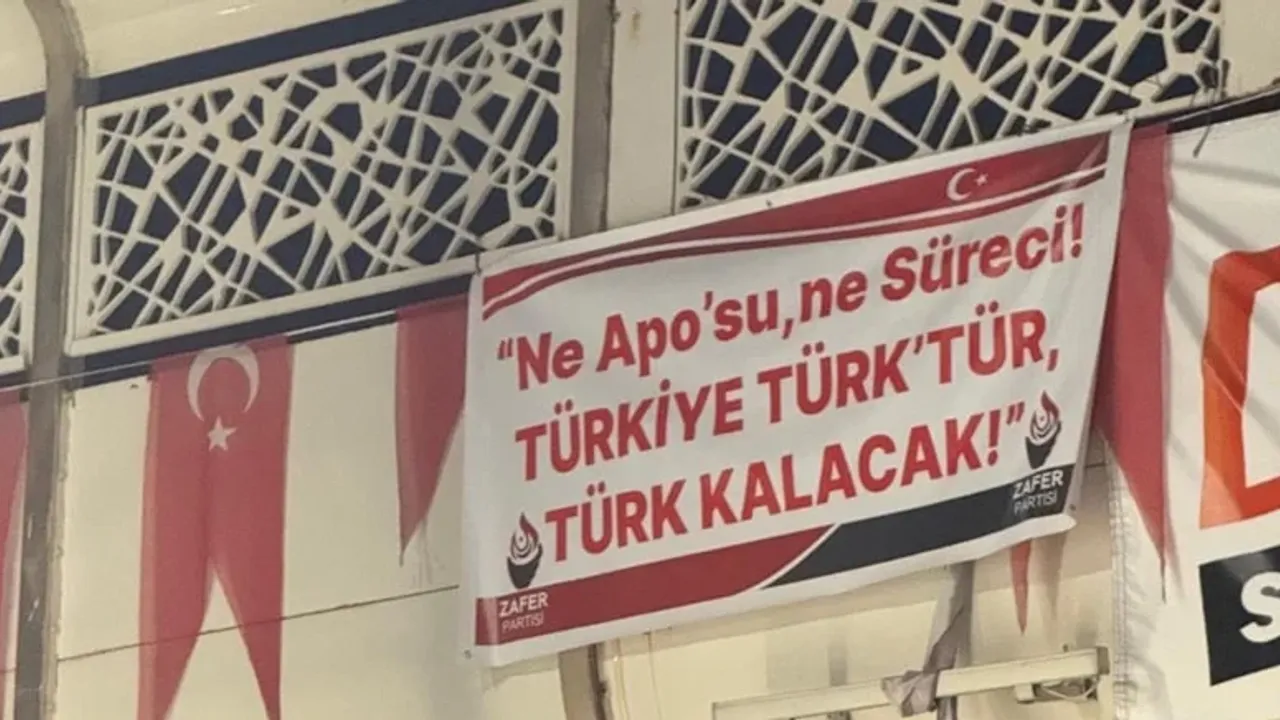 "Ne Apo'su, ne Süreci!
TÜRKİYE TÜRK'TÜR,
TÜRK KALACAK!"
ZAFER
PARTİSİ
ZAFER
PARTİSİ
S